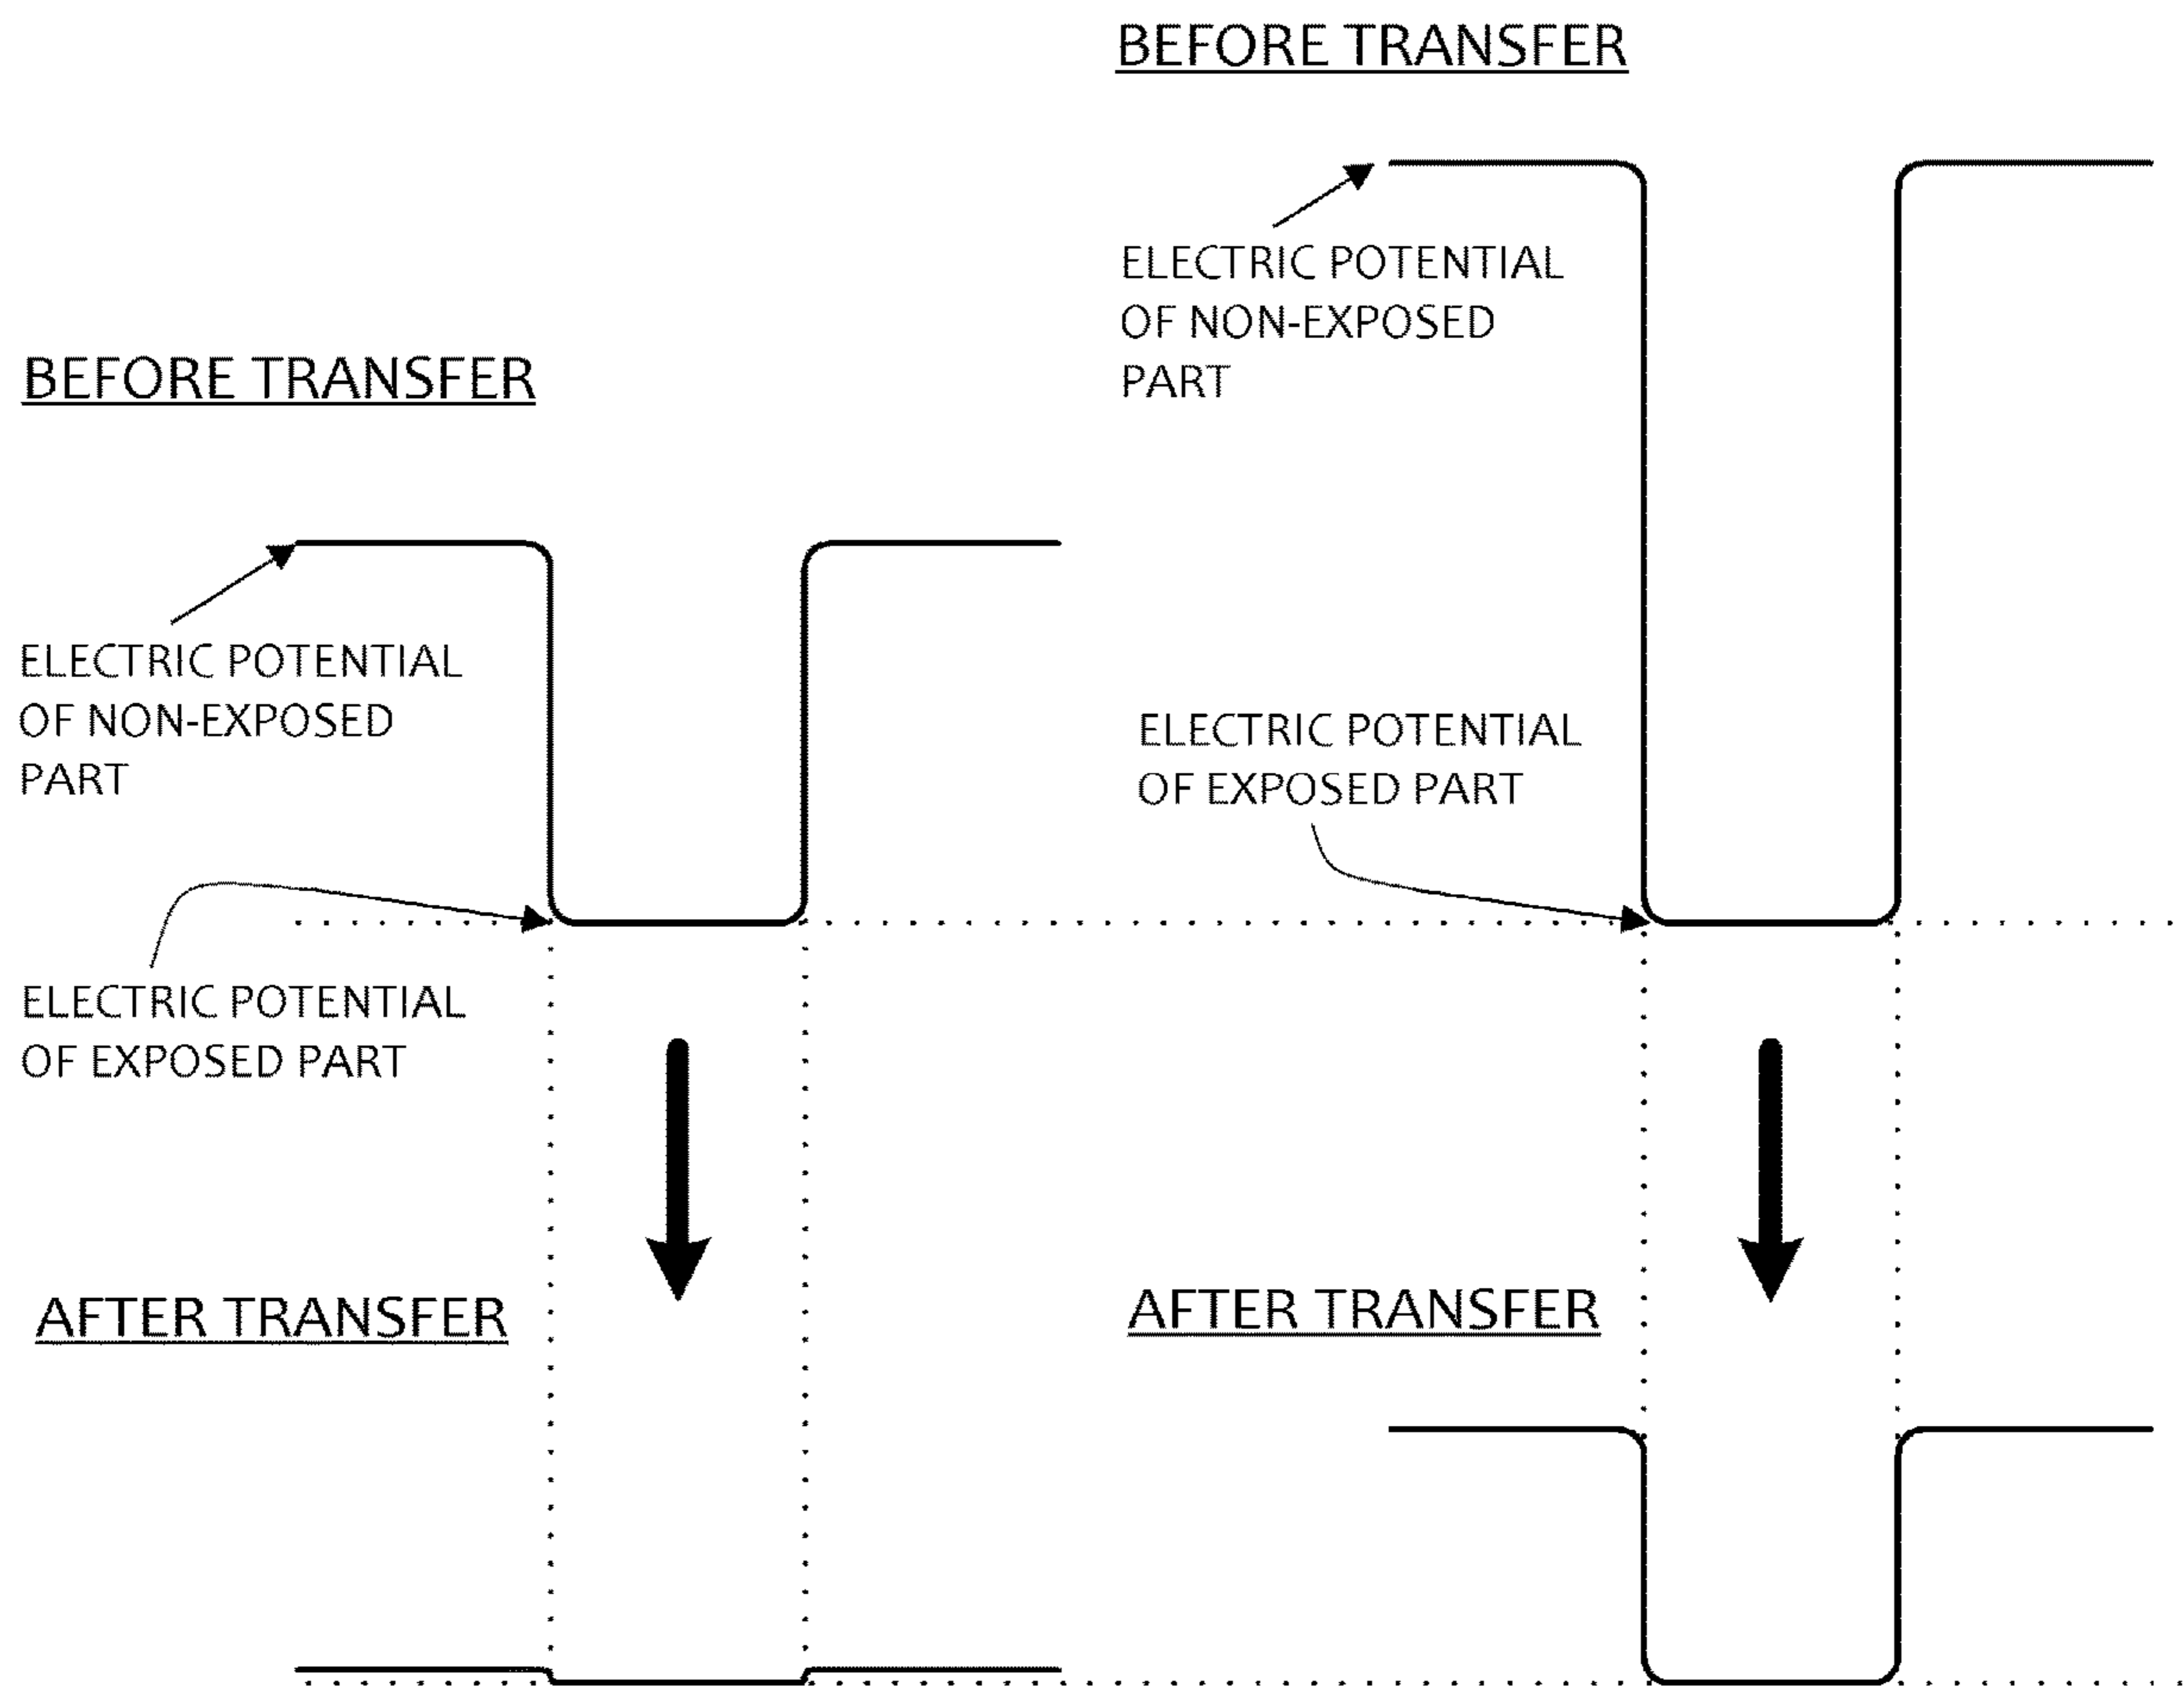 BEFORE TRANSFER
ELECTRIC POTENTIAL
OF NON-EXPOSED
PART
ELECTRIC POTENTIAL
OF EXPOSED PART
AFTER TRANSFER
BEFORE TRANSFER
ELECTRIC POTENTIAL
OF NON-EXPOSED
PART
ELECTRIC POTENTIAL
OF EXPOSED PART
AFTER TRANSFER